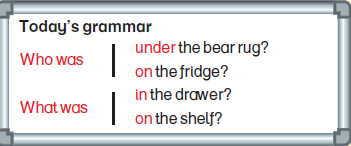 Today's grammar
Who was
under the bear rug?
on the fridge?
What was
in the drawer?
on the shelf?